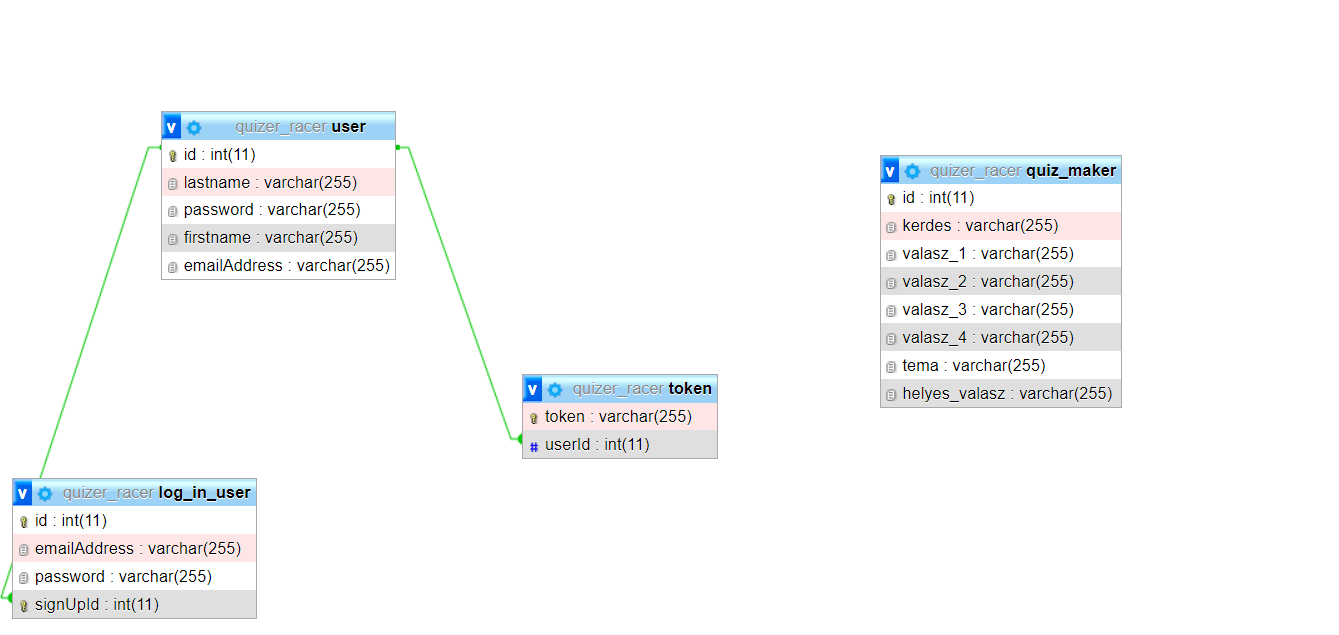 v quizer_racer user
id : int(11)
lastname : varchar(255)
password : varchar(255)
firstname : varchar(255)
emailAddress : varchar(255)
v quizer_racer quiz_maker
id : int(11)
kerdes : varchar(255)
valasz_1 : varchar(255)
valasz_2 : varchar(255)
valasz_3 : varchar(255)
valasz_4 : varchar(255)
tema : varchar(255)
helyes_valasz : varchar(255)
v quizer_racer token
token : varchar(255)
# userId : int(11)
v quizer_racer log_in_user
id : int(11)
emailAddress : varchar(255)
password : varchar(255)
signUpId : int(11)